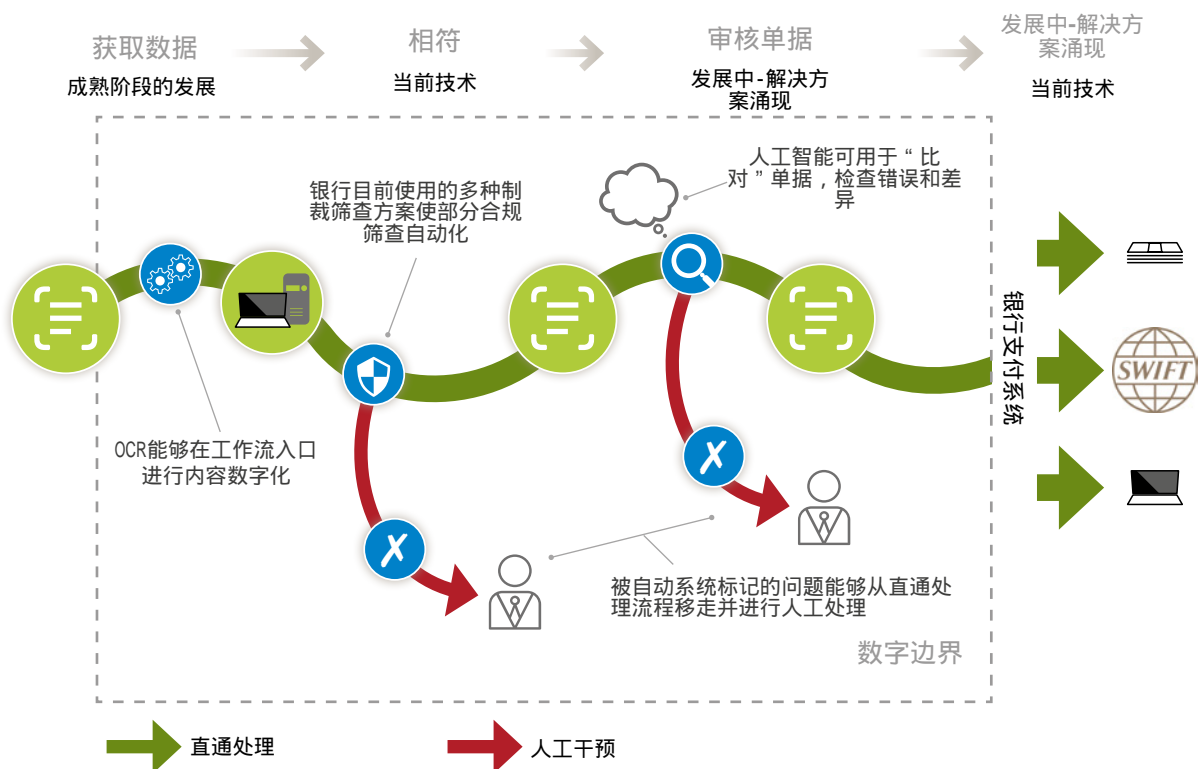 获取数据
相符
审核单据
发展中-解决方
案涌现
成熟阶段的发展
当前技术
发展中-解决方
案涌现
当前技术
人工智能可用于“比
对”单据，检查错误和差
异
银行目前使用的多种制
裁筛查方案使部分合规
筛查自动化
银行支付系统
SWIFT
OCR能够在工作流入口
进行内容数字化
被自动系统标记的问题能够从直通处
理流程移走并进行人工处理
数字边界
直通处理
人工干预